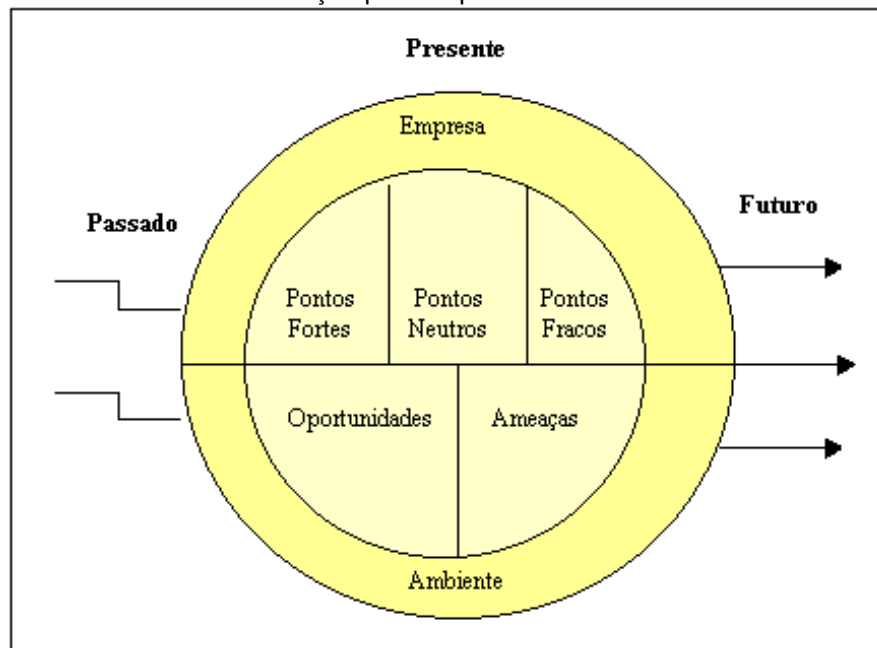 Presente
Empresa
Passado
Futuro
Pontos
Fortes
Pontos
Neutros
Pontos
Fracos
Oportunidades
Ameaças
Ambiente